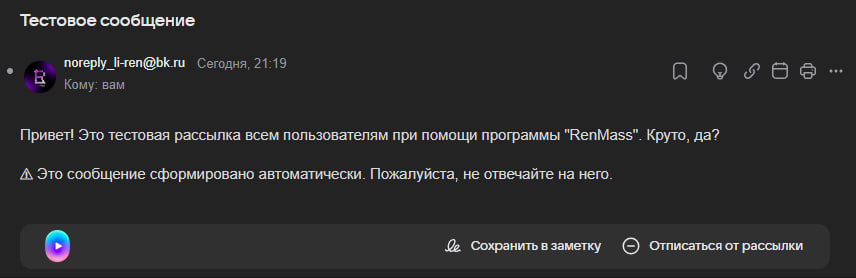 Тестовое сообщение
noreply_li-ren@bk.ru Сегодня, 21:19
Кому: вам
Привет! Это тестовая рассылка всем пользователям при помощи программы "RenMass". Круто, да?
⚠ Это сообщение сформировано автоматически. Пожалуйста, не отвечайте на него.
Сохранить в заметку Отписаться от рассылки